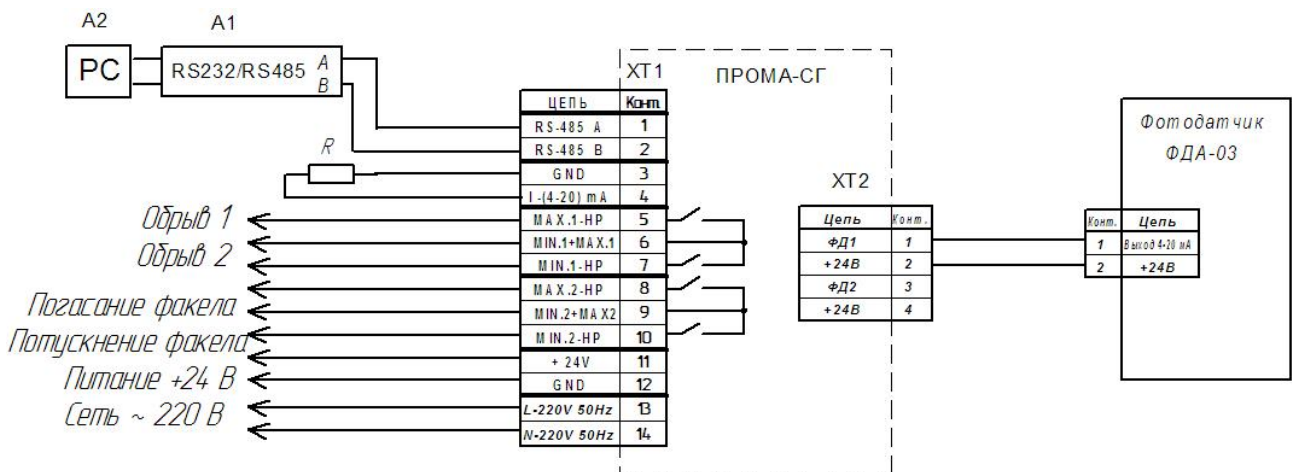 A2
A1
PC
RS232/RS485 A
B
XT1
ПРОМА-СГ
ЦЕПЬ Конт.
RS-485 A 1
RS-485 B 2
GND 3
I-(4-20) mA 4
MAX.1-HP 5
MIN.1+MAX.1 6
MIN.1-HP 7
MAX.2-HP 8
MIN.2+MAX2 9
MIN.2-HP 10
+ 24V 11
GND 12
L-220V 50Hz 13
N-220V 50Hz 14
R
Обрыв 1
Обрыв 2
Погасание факела
Потускнение факела
Питание +24 В
Сеть ~ 220 В
XT2
Цепь Конт.
ФД1 1
+24В 2
ФД2 3
+24В 4
Фотодатчик
ФДА-03
Конт. Цепь
1 Выход 4-20 мА
2 +24В